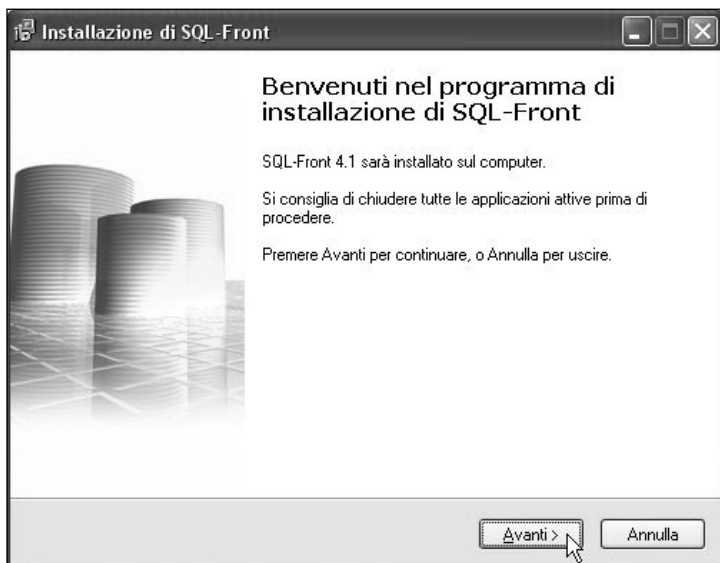 Installazione di SQL-Front
Benvenuti nel programma di
installazione di SQL-Front
SQL-Front 4.1 sarà installato sul computer.
Si consiglia di chiudere tutte le applicazioni attive prima di
procedere.
Premere Avanti per continuare, o Annulla per uscire.
Avanti >
Annulla